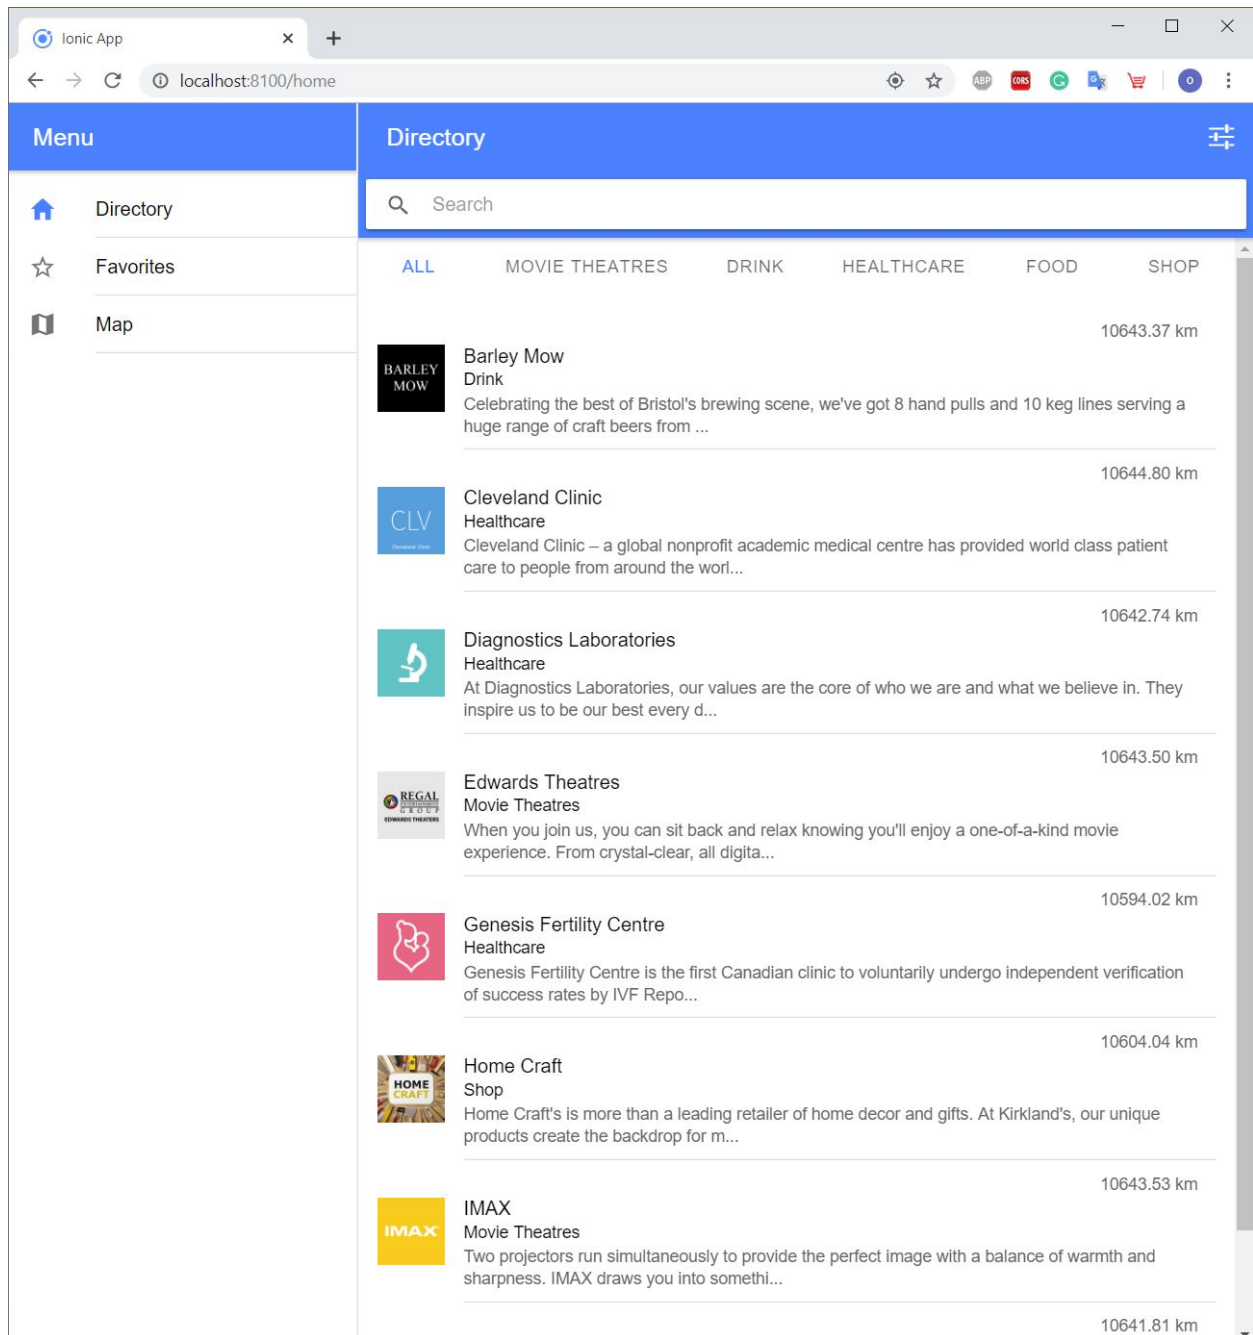 Ionic App
localhost:8100/home
ABP
CORS
G
G
o
Menu
Directory
Directory
Favorites
Map
Search
ALL MOVIE THEATRES DRINK HEALTHCARE FOOD SHOP
10643.37 km
BARLEY
MOW
Barley Mow
Drink
Celebrating the best of Bristol's brewing scene, we've got 8 hand pulls and 10 keg lines serving a
huge range of craft beers from ...
10644.80 km
CLV
Cleveland Clinic
Cleveland Clinic
Healthcare
Cleveland Clinic – a global nonprofit academic medical centre has provided world class patient
care to people from around the worl...
10642.74 km
Diagnostics Laboratories
Healthcare
At Diagnostics Laboratories, our values are the core of who we are and what we believe in. They
inspire us to be our best every d...
10643.50 km
REGAL
ENTERTAINMENT
GROUP
EDWARDS THEATERS
Edwards Theatres
Movie Theatres
When you join us, you can sit back and relax knowing you'll enjoy a one-of-a-kind movie
experience. From crystal-clear, all digita...
10594.02 km
Genesis Fertility Centre
Healthcare
Genesis Fertility Centre is the first Canadian clinic to voluntarily undergo independent verification
of success rates by IVF Repo...
10604.04 km
HOME
CRAFT
Home Craft
Shop
Home Craft's is more than a leading retailer of home decor and gifts. At Kirkland's, our unique
products create the backdrop for m...
10643.53 km
IMAX
IMAX
Movie Theatres
Two projectors run simultaneously to provide the perfect image with a balance of warmth and
sharpness. IMAX draws you into somethi...
10641.81 km